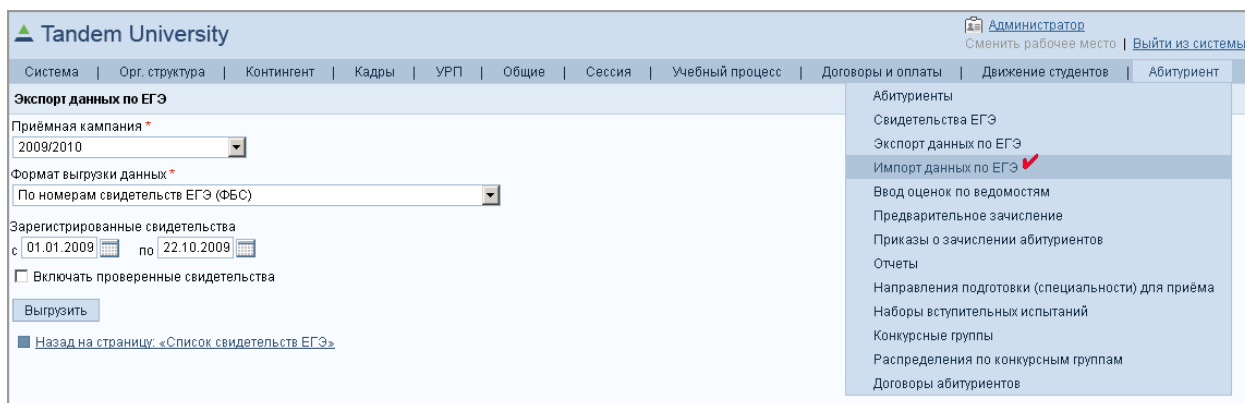 Tandem University
Администратор
Сменить рабочее место | Выйти из системы
Система | Орг. структура | Контингент | Кадры | УРП | Общие | Сессия | Учебный процесс | Договоры и оплаты | Движение студентов | Абитуриент
Экспорт данных по ЕГЭ
Приёмная кампания *
2009/2010
Формат выгрузки данных *
По номерам свидетельств ЕГЭ (ФБС)
Зарегистрированные свидетельства
с 01.01.2009 по 22.10.2009
Включать проверенные свидетельства
Выгрузить
Назад на страницу: «Список свидетельств ЕГЭ»
Абитуриенты
Свидетельства ЕГЭ
Экспорт данных по ЕГЭ
Импорт данных по ЕГЭ
Ввод оценок по ведомостям
Предварительное зачисление
Приказы о зачислении абитуриентов
Отчеты
Направления подготовки (специальности) для приёма
Наборы вступительных испытаний
Конкурсные группы
Распределения по конкурсным группам
Договоры абитуриентов